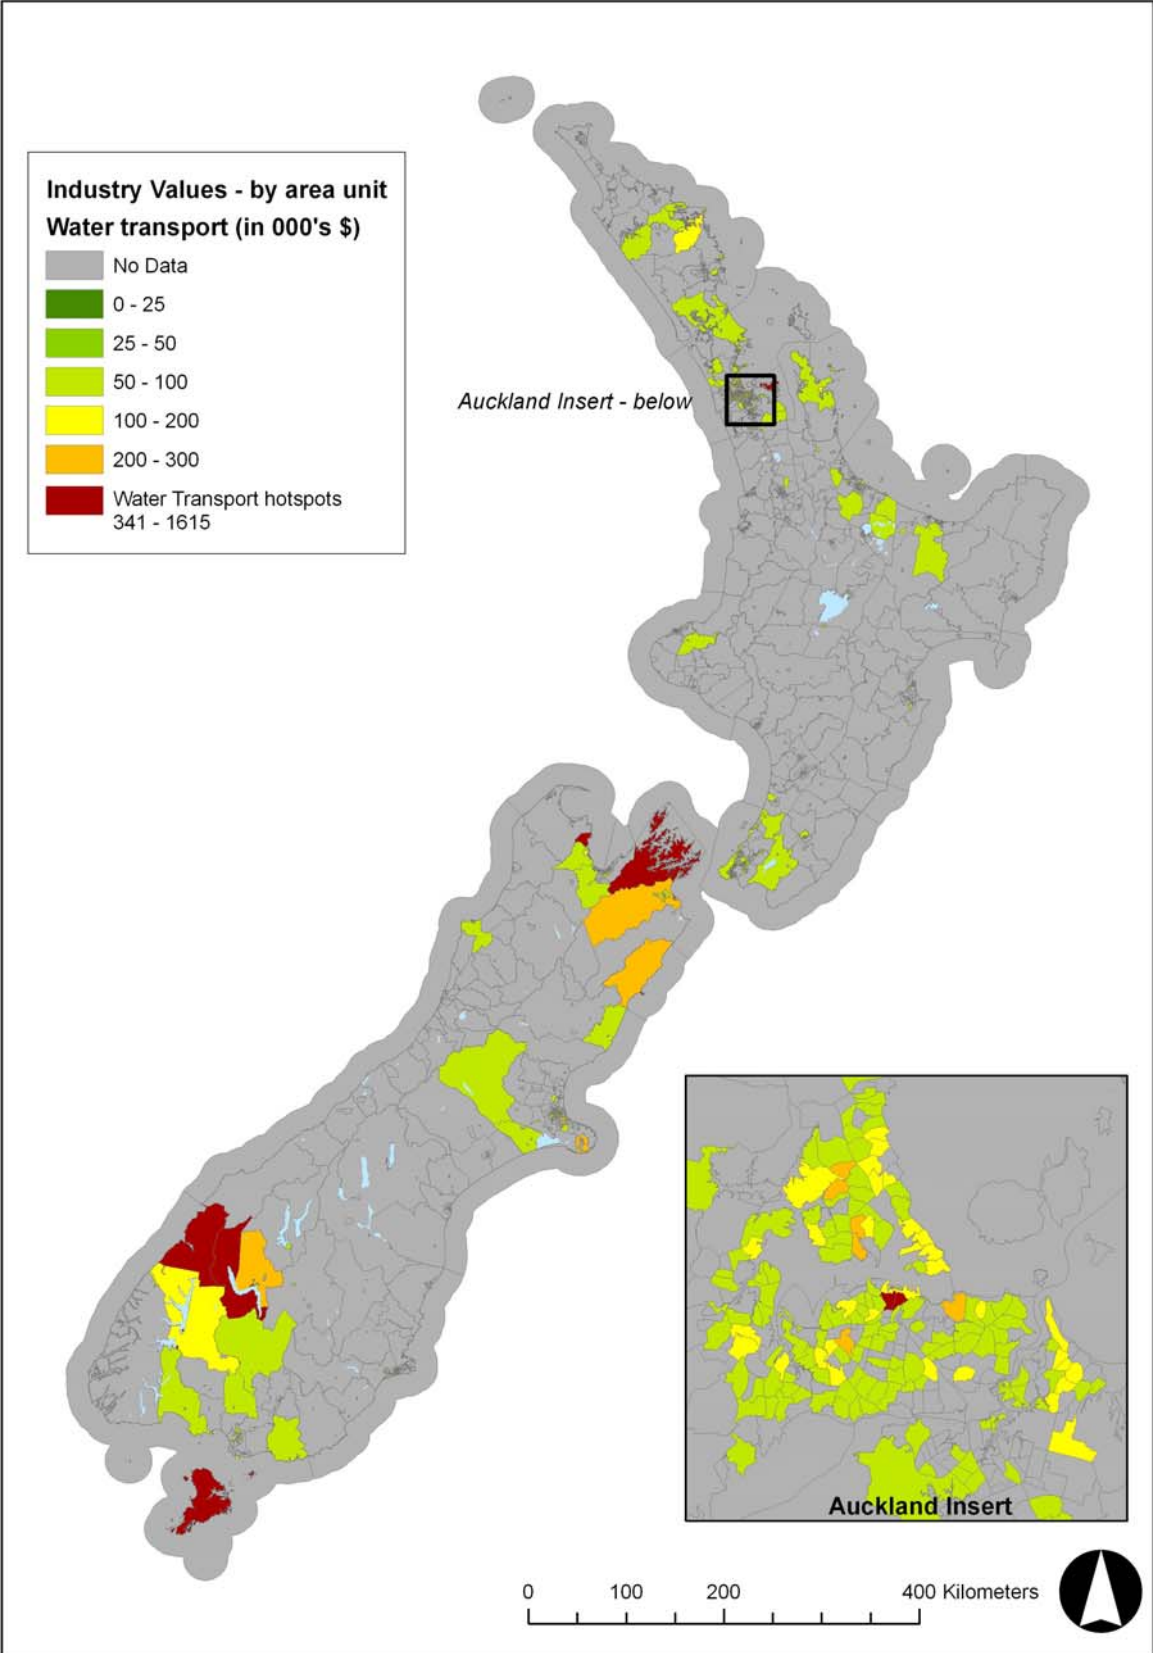 Industry Values - by area unit
Water transport (in 000's $)
No Data
0 - 25
25 - 50
50 - 100
100 - 200
200 - 300
Water Transport hotspots
341 - 1615
Auckland Insert - below
Auckland Insert
0 100 200 400 Kilometers